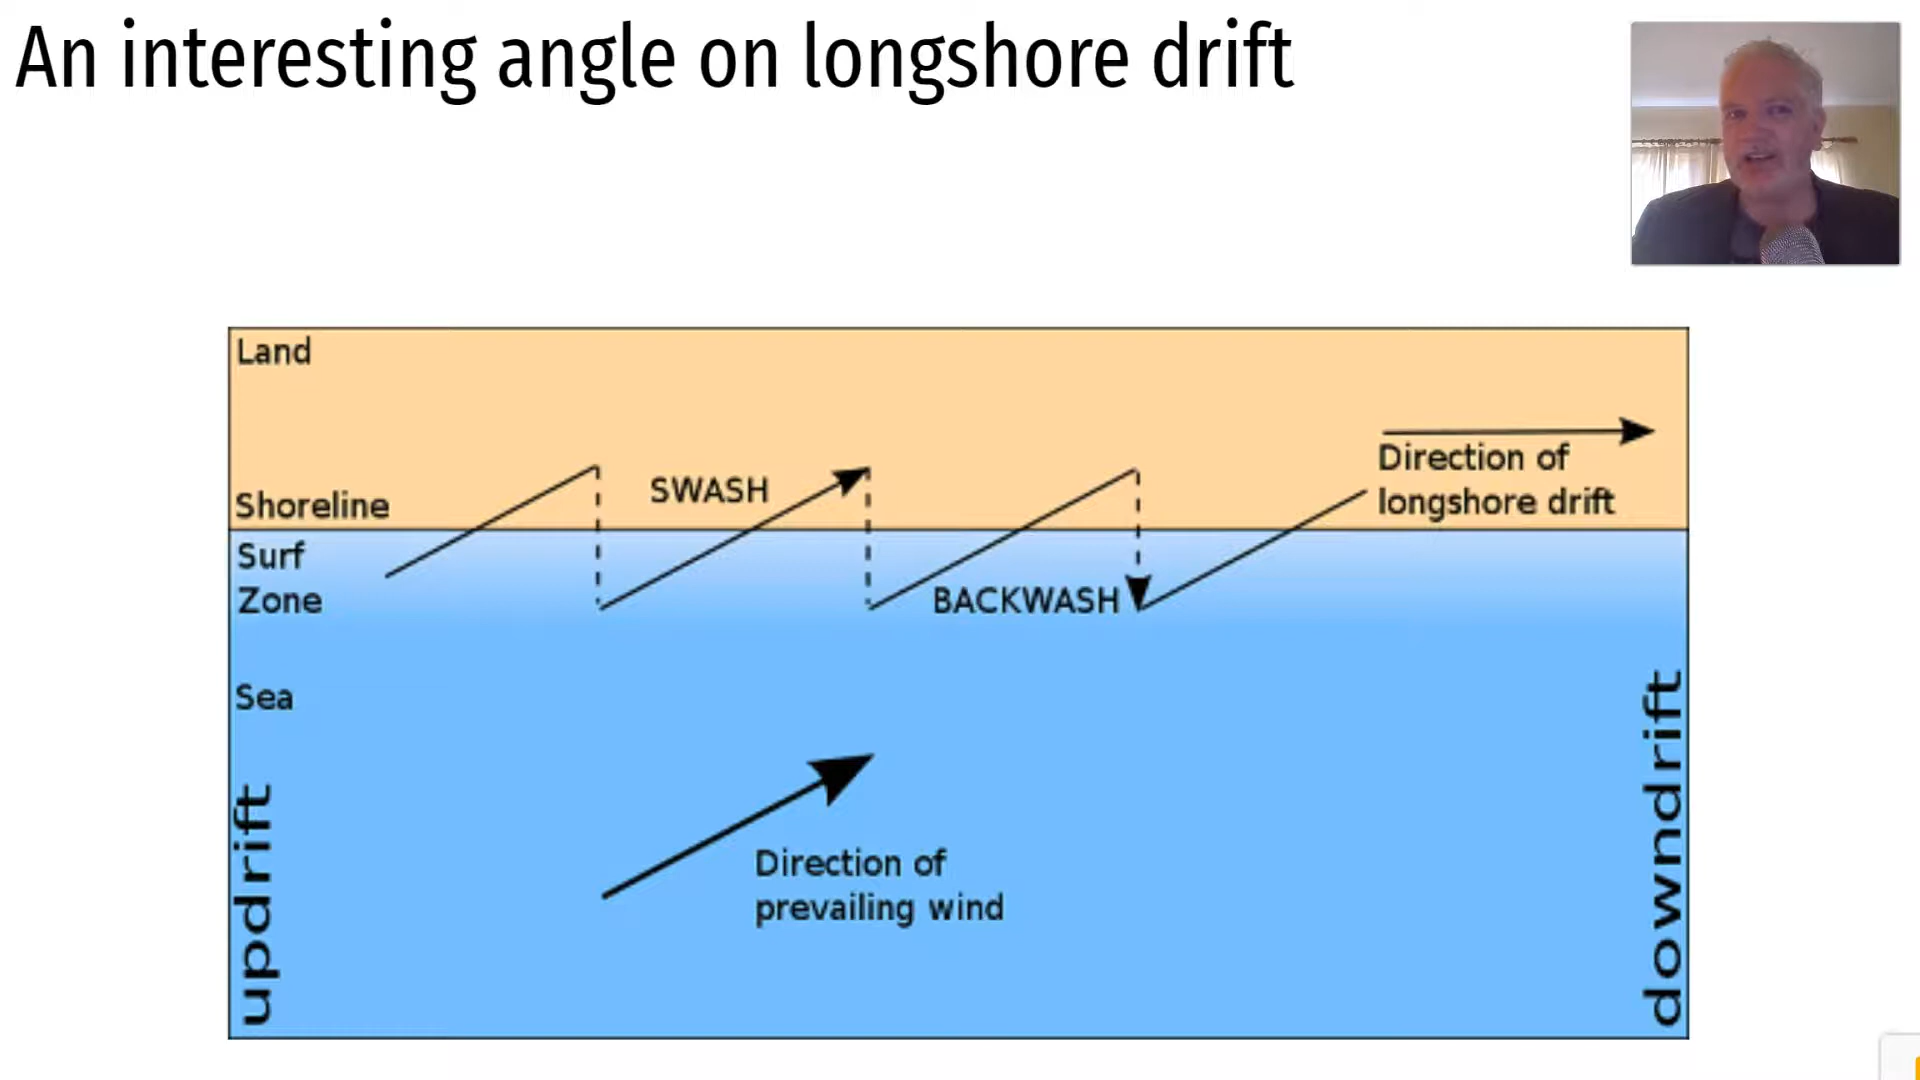 An interesting angle on longshore drift
Land
SWASH
Shoreline
Direction of
longshore drift
Surf
Zone
BACKWASH
Sea
updrift
downdrift
Direction of
prevailing wind